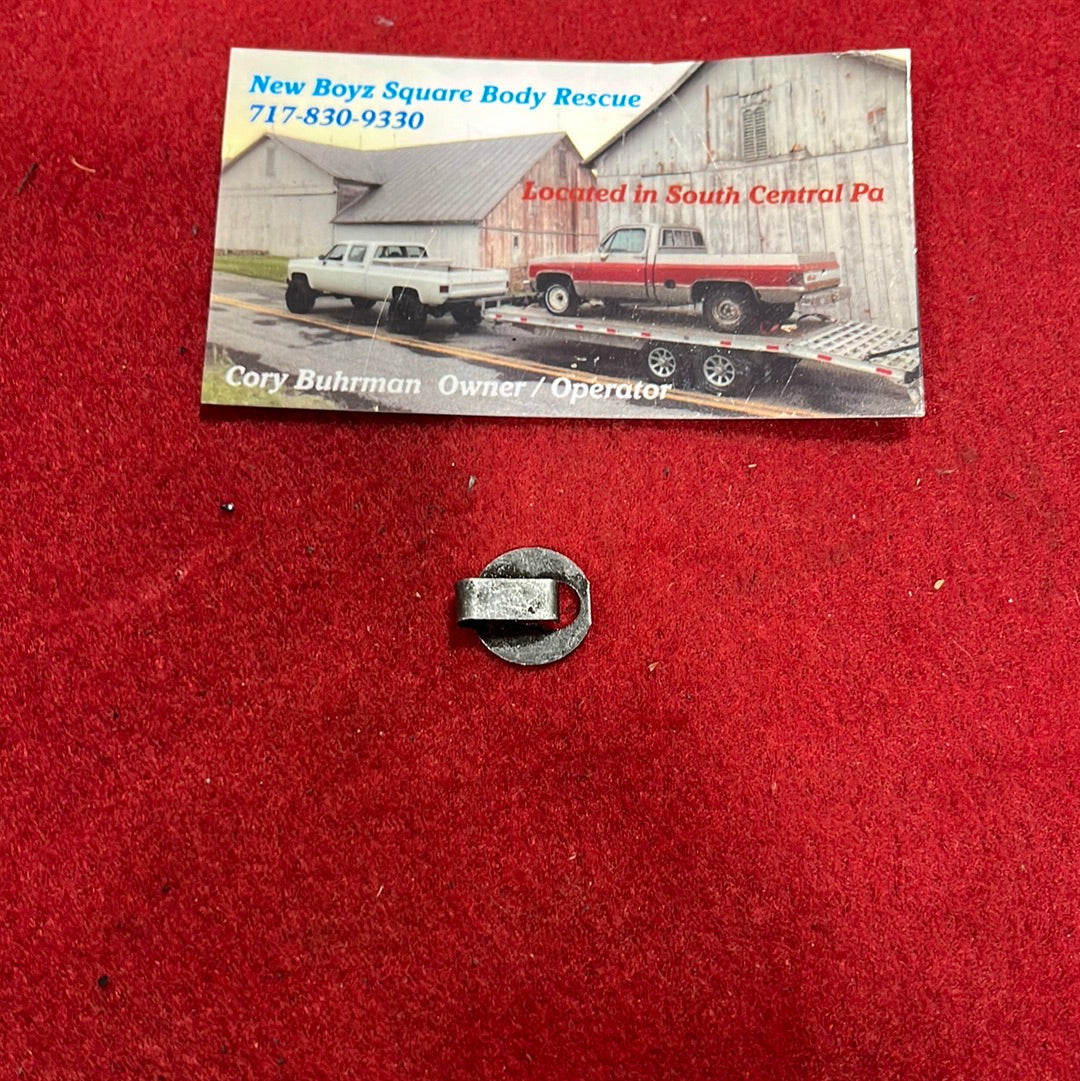 New Boyz Square Body Rescue
717-830-9330
Located in South Central Pa
Cory Buhrman Owner / Operator